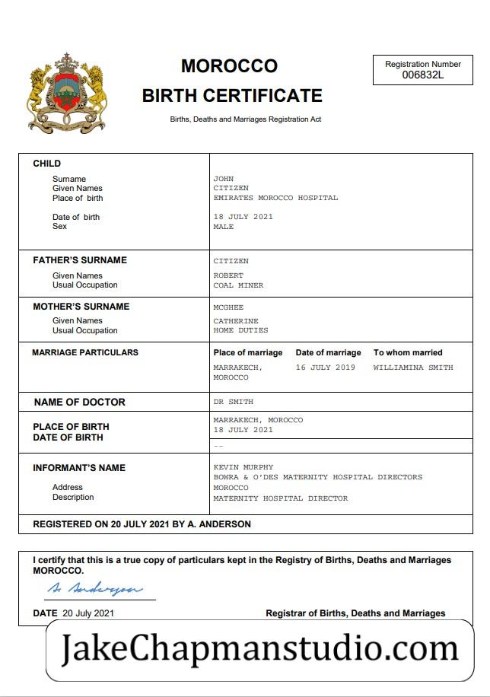 MOROCCO
BIRTH CERTIFICATE
Births, Deaths and Marriages Registration Act
Registration Number
006832L
CHILD
Surname JOHN
Given Names CITIZEN
Place of birth EMIRATES MOROCCO HOSPITAL
Date of birth 18 JULY 2021
Sex MALE
FATHER'S SURNAME CITIZEN
Given Names ROBERT
Usual Occupation COAL MINER
MOTHER'S SURNAME MCGHEE
Given Names CATHERINE
Usual Occupation HOME DUTIES
MARRIAGE PARTICULARS Place of marriage Date of marriage To whom married
MARRAKECH, 16 JULY 2019 WILLIAMINA SMITH
MOROCCO
NAME OF DOCTOR DR SMITH
PLACE OF BIRTH MARRAKECH, MOROCCO
DATE OF BIRTH 18 JULY 2021
--
INFORMANT'S NAME KEVIN MURPHY
BOWRA & O'DES MATERNITY HOSPITAL DIRECTORS
Address MOROCCO
Description MATERNITY HOSPITAL DIRECTOR
REGISTERED ON 20 JULY 2021 BY A. ANDERSON
I certify that this is a true copy of particulars kept in the Registry of Births, Deaths and Marriages
MOROCCO.
A. Anderson
DATE 20 July 2021 Registrar of Births, Deaths and Marriages
JakeChapmanstudio.com